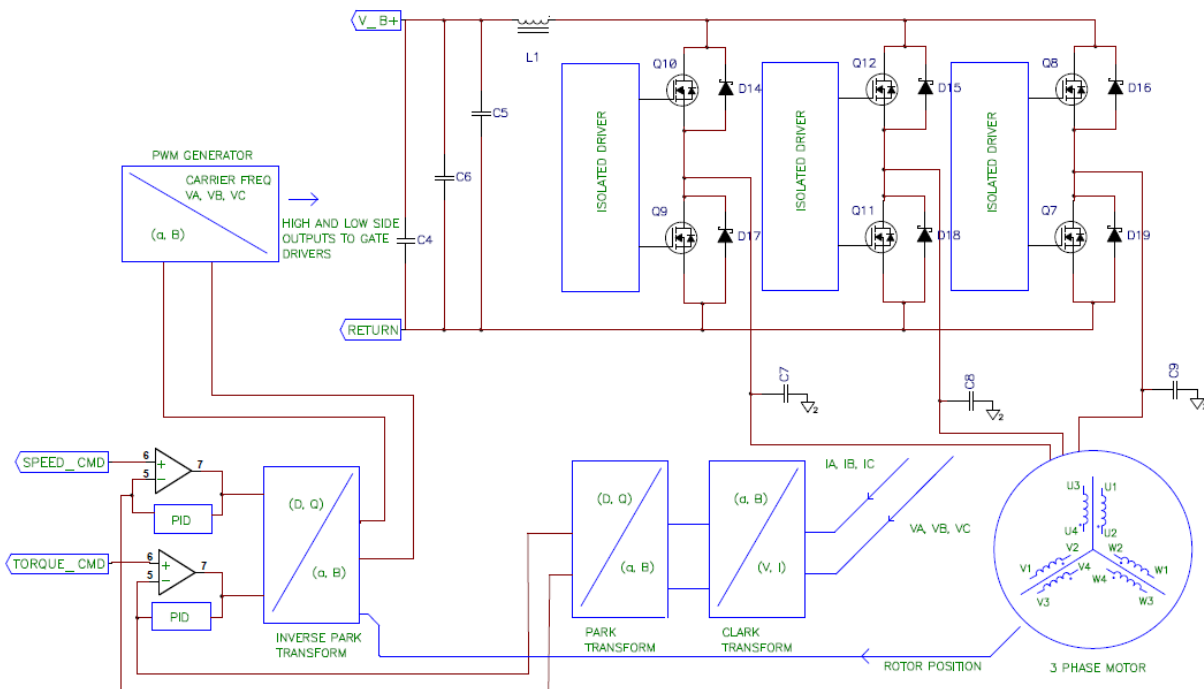 V_B+
L1
Q10
D14
Q12
D15
Q8
D16
ISOLATED DRIVER
ISOLATED DRIVER
ISOLATED DRIVER
C5
C6
C4
PWM GENERATOR
CARRIER FREQ
VA, VB, VC
(a, B)
HIGH AND LOW SIDE
OUTPUTS TO GATE
DRIVERS
Q9
D17
Q11
D18
Q7
D19
RETURN
C7
2
C8
2
C9
2
SPEED_CMD
6
5
7
+
−
PID
TORQUE_CMD
6
5
7
+
−
PID
(D, Q)
(a, B)
INVERSE PARK
TRANSFORM
(D, Q)
(a, B)
PARK
TRANSFORM
(a, B)
(V, I)
CLARK
TRANSFORM
IA, IB, IC
VA, VB, VC
ROTOR POSITION
U3
U1
U4
U2
V2
W2
V1
V4
W4
W1
V3
W3
3 PHASE MOTOR